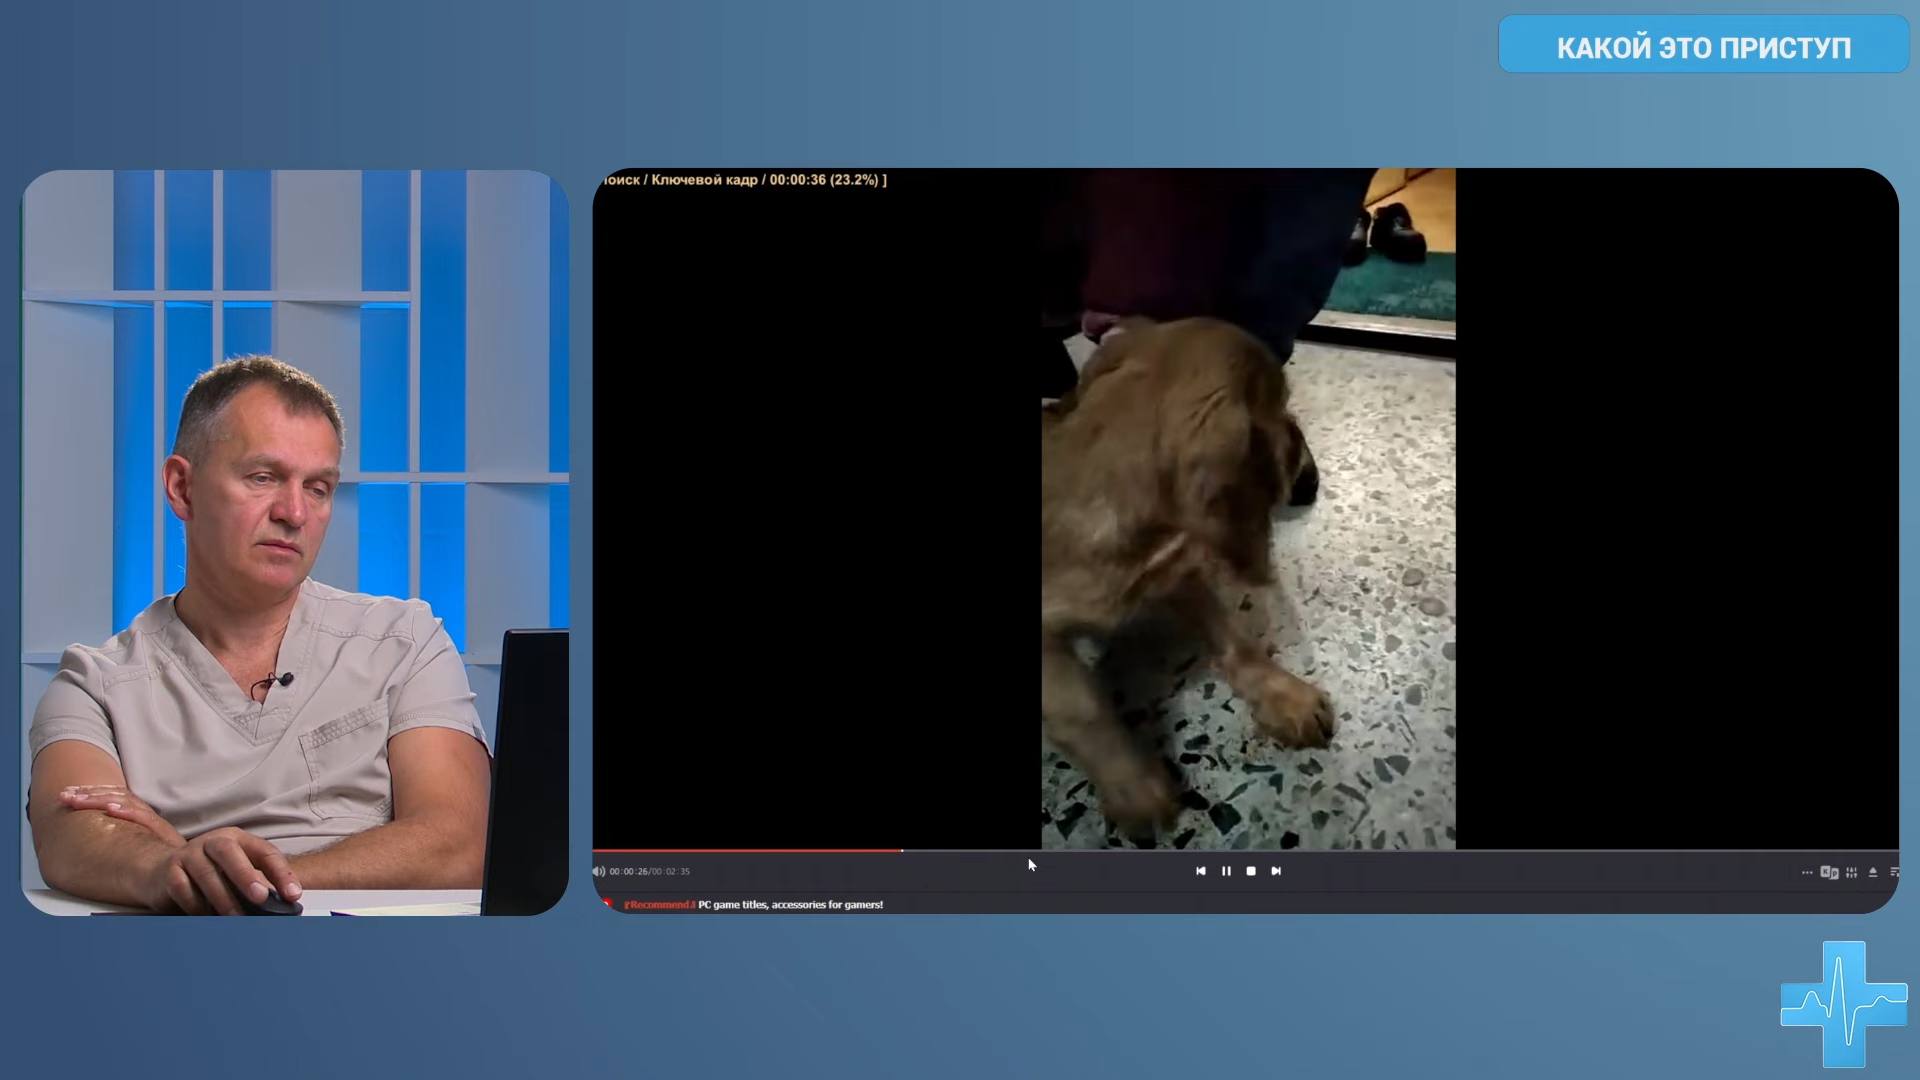 КАКОЙ ЭТО ПРИСТУП
оиск / Ключевой кадр / 00:00:36 (23.2%) ]
00:00:26/00:02:35
『Recommend』 PC game titles, accessories for gamers!